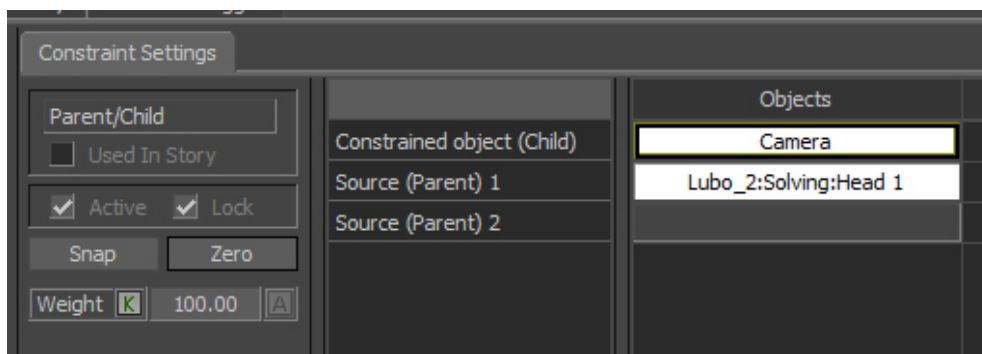 Constraint Settings
Parent/Child
Used In Story
Active
Lock
Snap
Zero
Weight
K
100.00
A
Objects
Constrained object (Child)
Camera
Source (Parent) 1
Lubo_2:Solving:Head 1
Source (Parent) 2